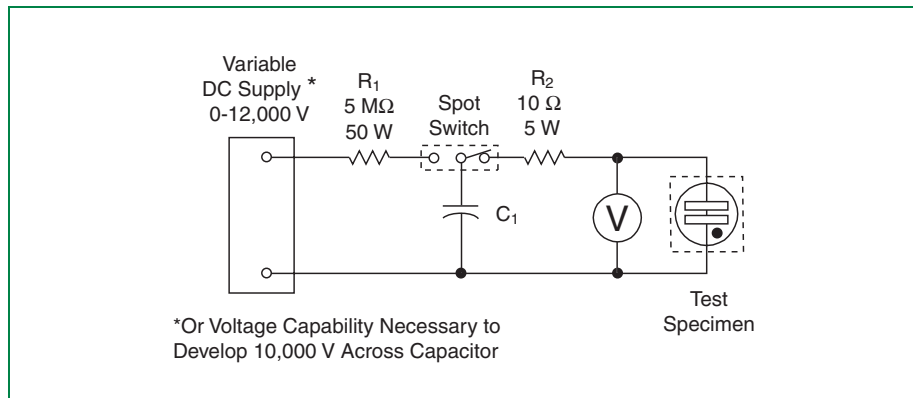 Variable
DC Supply *
0-12,000 V
R1
5 MΩ
50 W
Spot
Switch
R2
10 Ω
5 W
C1
V
Test
Specimen
*Or Voltage Capability Necessary to
Develop 10,000 V Across Capacitor